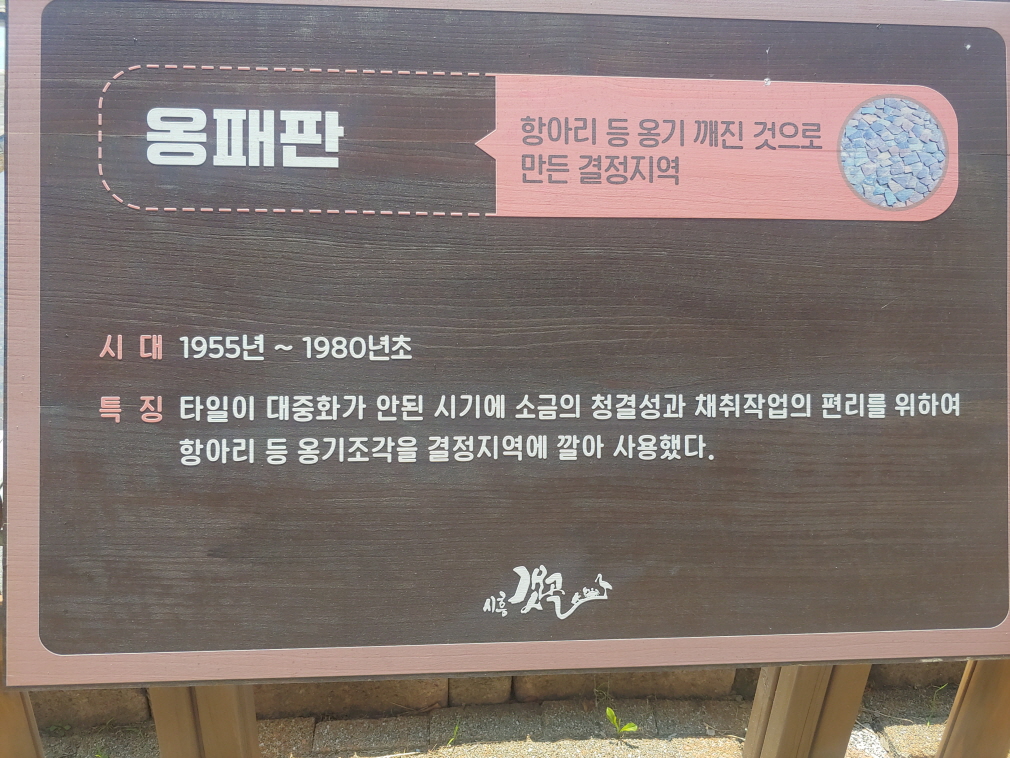 옹패판
항아리 등 옹기 깨진 것으로
만든 결정지역
시 대 1955년 ~ 1980년초
특 징 타일이 대중화가 안된 시기에 소금의 청결성과 채취작업의 편리를 위하여
항아리 등 옹기조각을 결정지역에 깔아 사용했다.
시흥 갯골